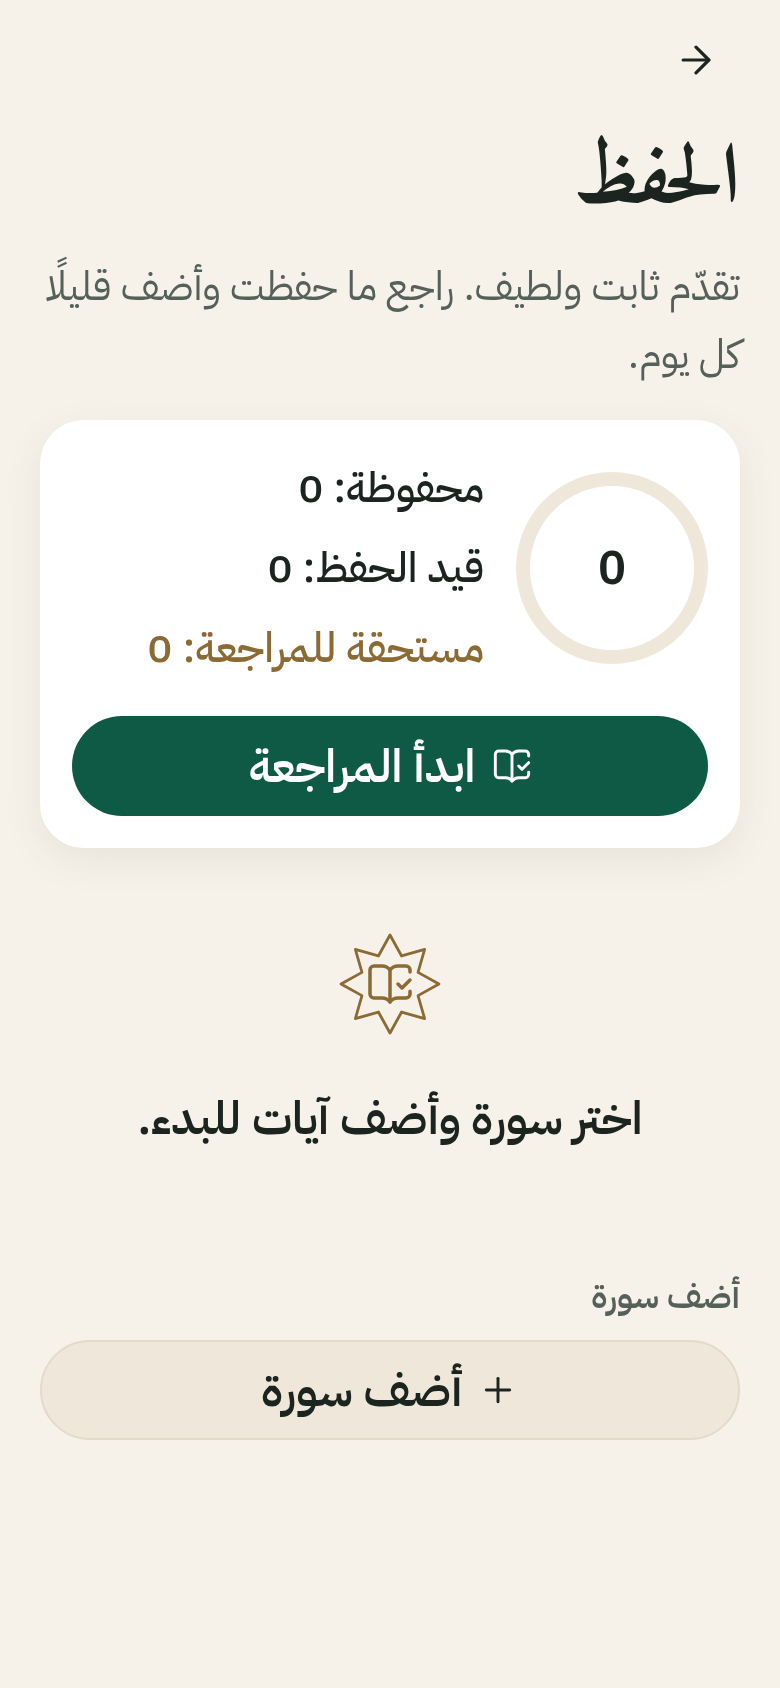 الحفظ
تقدّم ثابت ولطيف. راجع ما حفظت وأضف قليلًا
كل يوم.
0
محفوظة: 0
قيد الحفظ: 0
مستحقة للمراجعة: 0
ابدأ المراجعة
اختر سورة وأضف آيات للبدء.
أضف سورة
أضف سورة